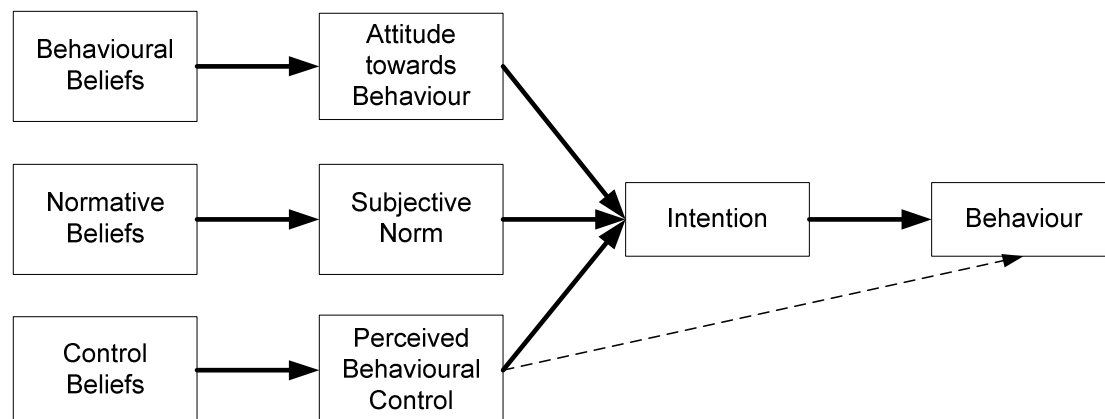 Behavioural
Beliefs
Attitude
towards
Behaviour
Normative
Beliefs
Subjective
Norm
Intention
Behaviour
Control
Beliefs
Perceived
Behavioural
Control